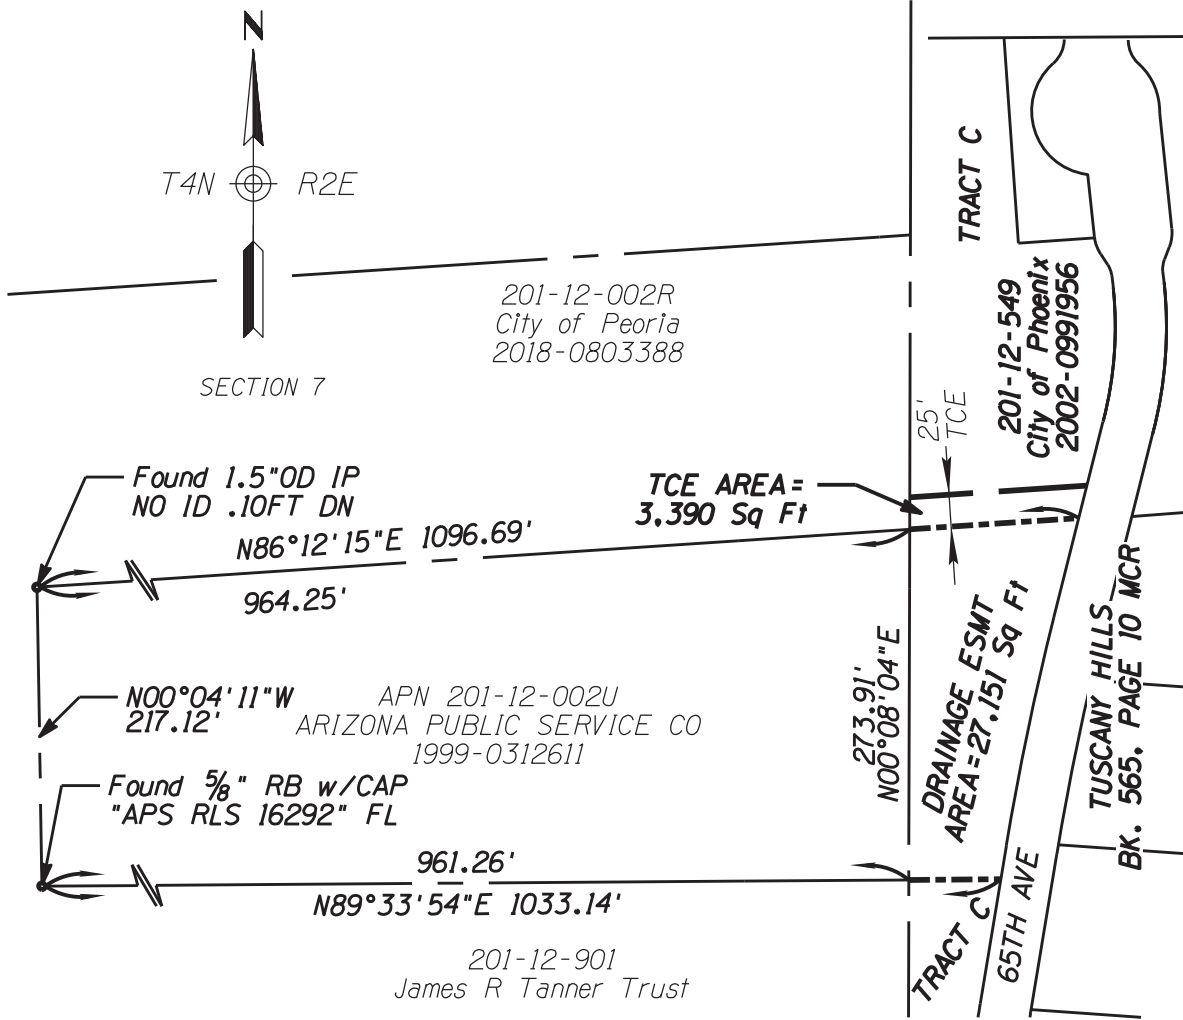 N
T4N R2E
TRACT C
201-12-002R
City of Peoria
2018-0803388
201-12-549
City of Phoenix
2002-0991956
SECTION 7
25'
TCE
Found 1.5"OD IP
NO ID .10FT DN
TCE AREA=
3,390 Sq Ft
N86°12'15"E 1096.69'
964.25'
N00°04'11"W
217.12'
APN 201-12-002U
ARIZONA PUBLIC SERVICE CO
1999-0312611
273.91'
N00°08'04"E
DRAINAGE ESMT
AREA=27,151 Sq Ft
TUSCANY HILLS
BK. 565, PAGE 10 MCR
Found 5/8" RB w/CAP
"APS RLS 16292" FL
961.26'
N89°33'54"E 1033.14'
TRACT C
65TH AVE
201-12-901
James R Tanner Trust